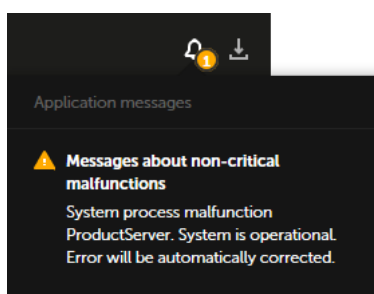 1
Application messages
Messages about non-critical
malfunctions
System process malfunction
ProductServer. System is operational.
Error will be automatically corrected.